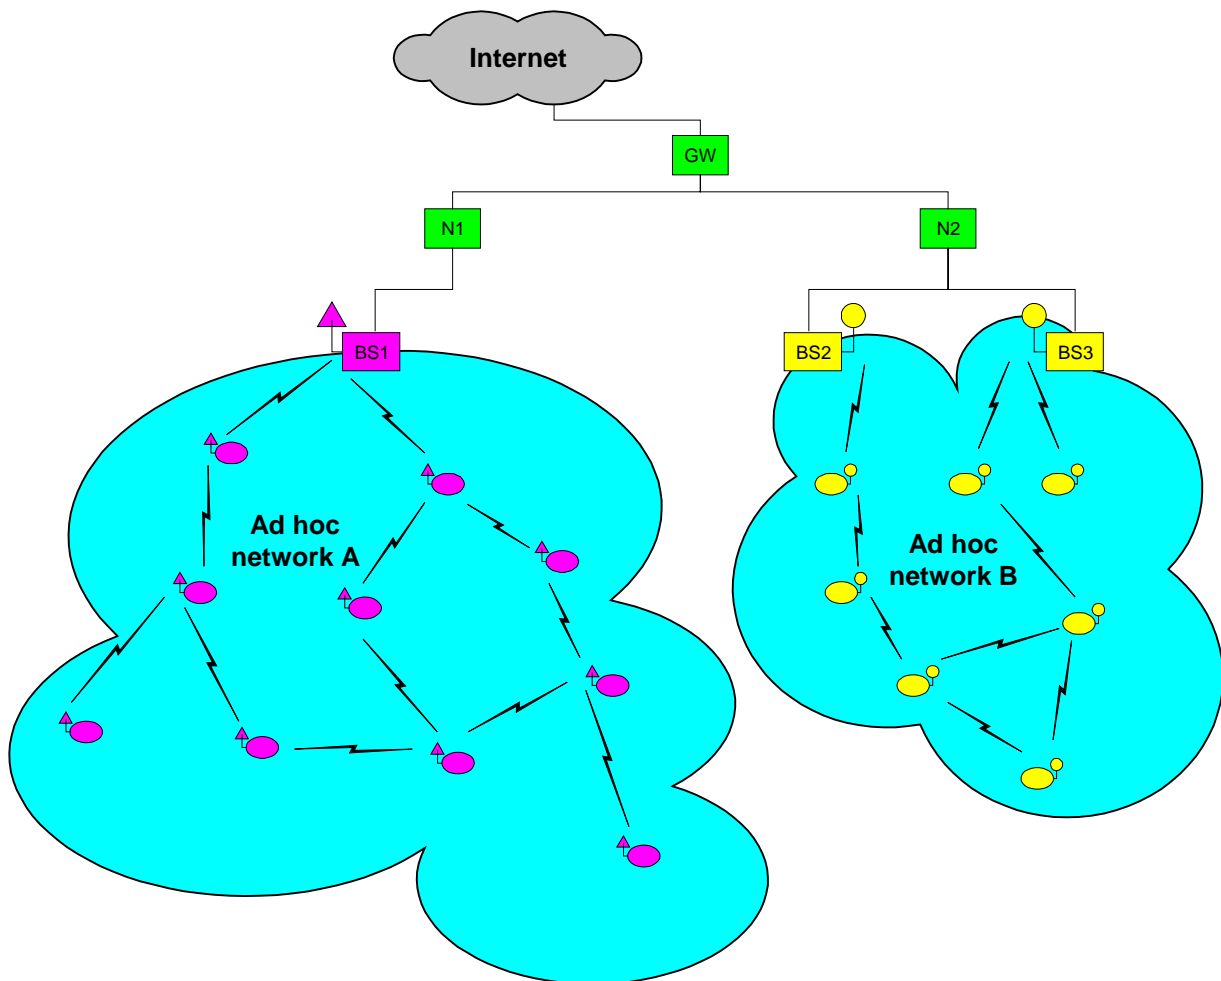 Internet
GW
N1
N2
BS1
BS2
BS3
Ad hoc
network A
Ad hoc
network B